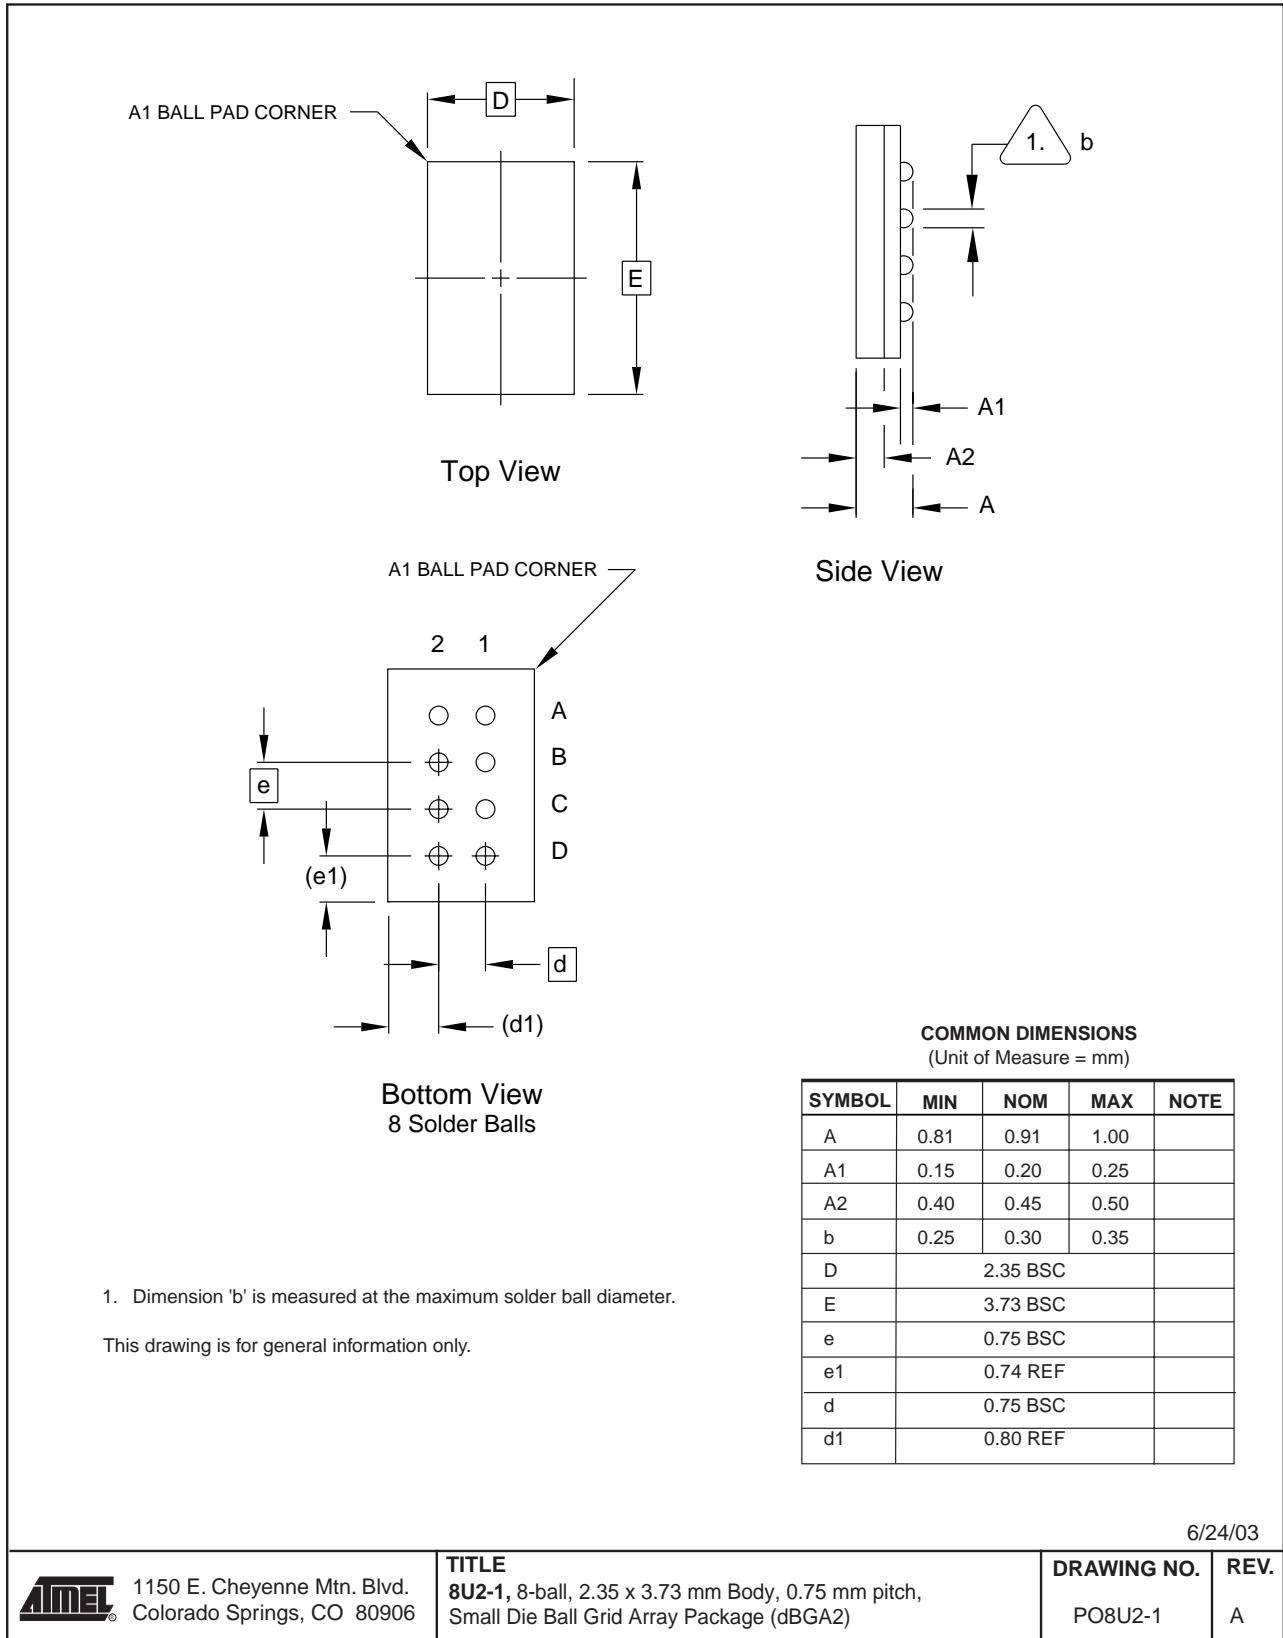 A1 BALL PAD CORNER
D
E
Top View
1. b
A1
A2
A
Side View
A1 BALL PAD CORNER
2 1
A
B
C
D
e
(e1)
d
(d1)
Bottom View
8 Solder Balls
COMMON DIMENSIONS
(Unit of Measure = mm)
SYMBOL MIN NOM MAX NOTE
A 0.81 0.91 1.00
A1 0.15 0.20 0.25
A2 0.40 0.45 0.50
b 0.25 0.30 0.35
D 2.35 BSC
E 3.73 BSC
e 0.75 BSC
e1 0.74 REF
d 0.75 BSC
d1 0.80 REF
1. Dimension 'b' is measured at the maximum solder ball diameter.
This drawing is for general information only.
6/24/03
ATMEL®
1150 E. Cheyenne Mtn. Blvd.
Colorado Springs, CO 80906
TITLE
8U2-1, 8-ball, 2.35 x 3.73 mm Body, 0.75 mm pitch,
Small Die Ball Grid Array Package (dBGA2)
DRAWING NO.
PO8U2-1
REV.
A